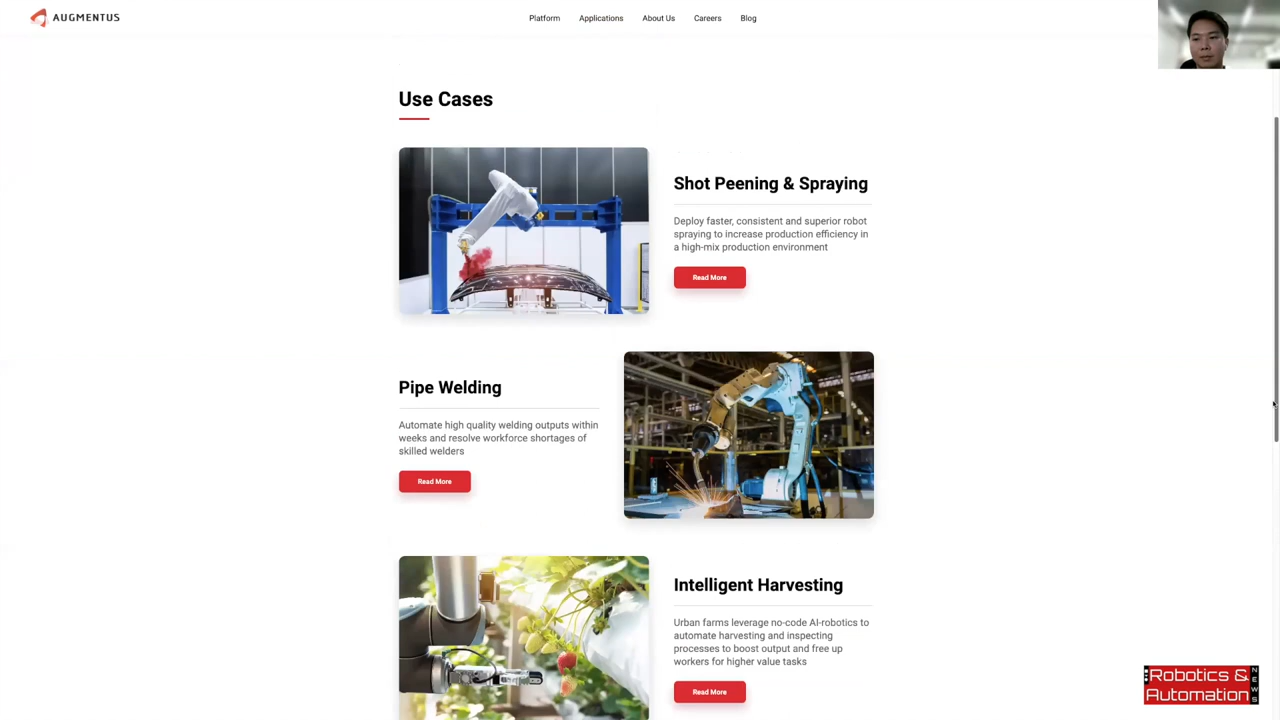 AUGMENTUS
Platform
Applications
About Us
Careers
Blog
Use Cases
Shot Peening & Spraying
Deploy faster, consistent and superior robot
spraying to increase production efficiency in
a high-mix production environment
Read More
Pipe Welding
Automate high quality welding outputs within
weeks and resolve workforce shortages of
skilled welders
Read More
Intelligent Harvesting
Urban farms leverage no-code AI-robotics to
automate harvesting and inspecting
processes to boost output and free up
workers for higher value tasks
Read More
Robotics &
Automation
NEWS